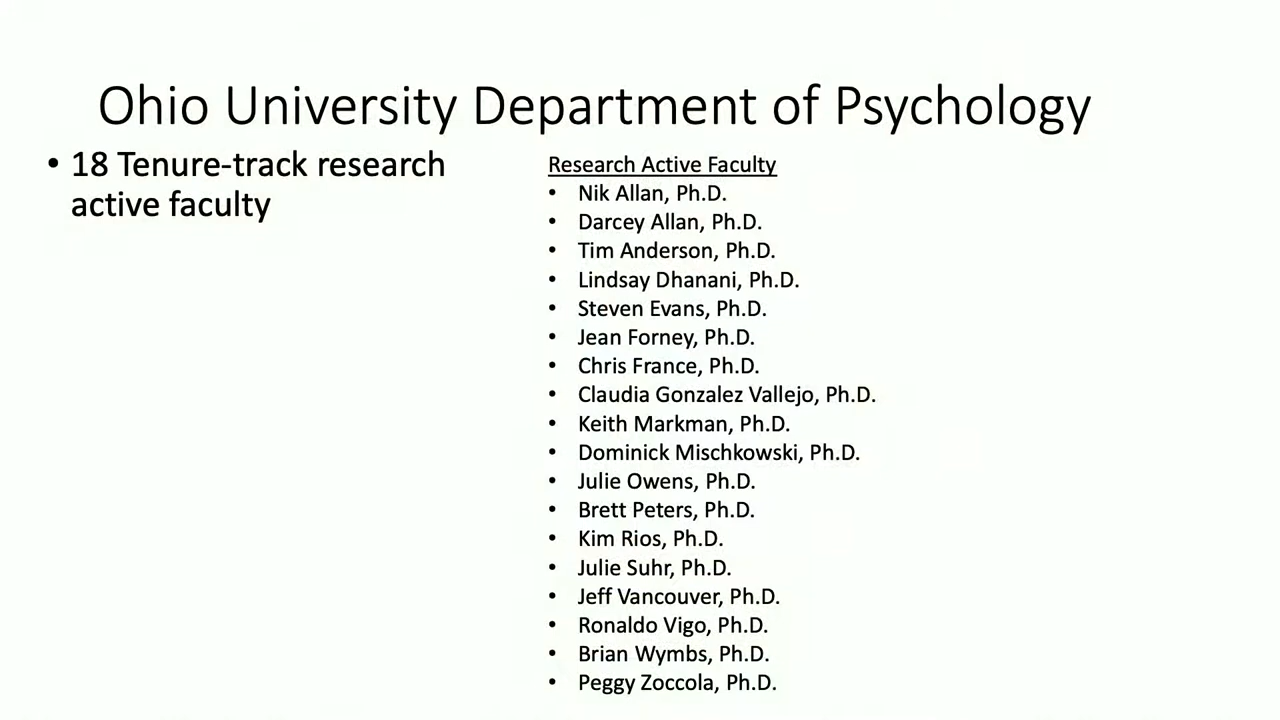 Ohio University Department of Psychology
• 18 Tenure-track research
active faculty
Research Active Faculty
• Nik Allan, Ph.D.
• Darcey Allan, Ph.D.
• Tim Anderson, Ph.D.
• Lindsay Dhanani, Ph.D.
• Steven Evans, Ph.D.
• Jean Forney, Ph.D.
• Chris France, Ph.D.
• Claudia Gonzalez Vallejo, Ph.D.
• Keith Markman, Ph.D.
• Dominick Mischkowski, Ph.D.
• Julie Owens, Ph.D.
• Brett Peters, Ph.D.
• Kim Rios, Ph.D.
• Julie Suhr, Ph.D.
• Jeff Vancouver, Ph.D.
• Ronaldo Vigo, Ph.D.
• Brian Wymbs, Ph.D.
• Peggy Zoccola, Ph.D.